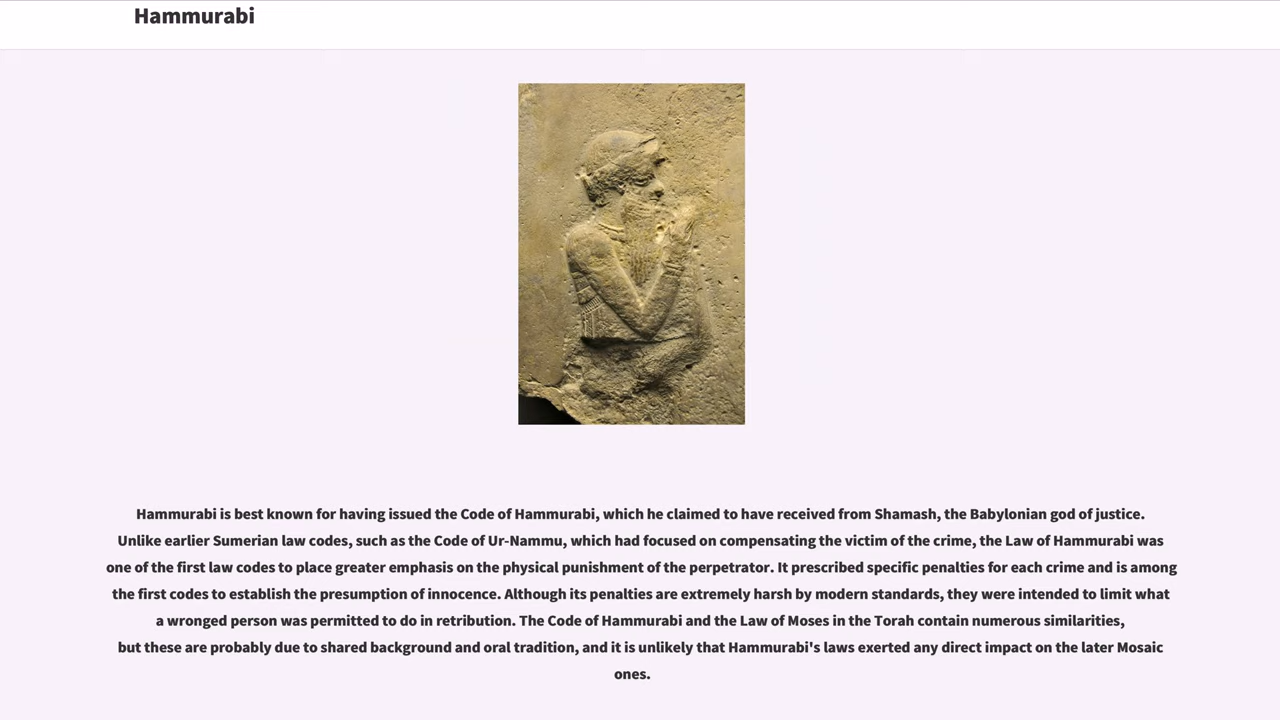 Hammurabi
Hammurabi is best known for having issued the Code of Hammurabi, which he claimed to have received from Shamash, the Babylonian god of justice.
Unlike earlier Sumerian law codes, such as the Code of Ur-Nammu, which had focused on compensating the victim of the crime, the Law of Hammurabi was
one of the first law codes to place greater emphasis on the physical punishment of the perpetrator. It prescribed specific penalties for each crime and is among
the first codes to establish the presumption of innocence. Although its penalties are extremely harsh by modern standards, they were intended to limit what
a wronged person was permitted to do in retribution. The Code of Hammurabi and the Law of Moses in the Torah contain numerous similarities,
but these are probably due to shared background and oral tradition, and it is unlikely that Hammurabi's laws exerted any direct impact on the later Mosaic
ones.